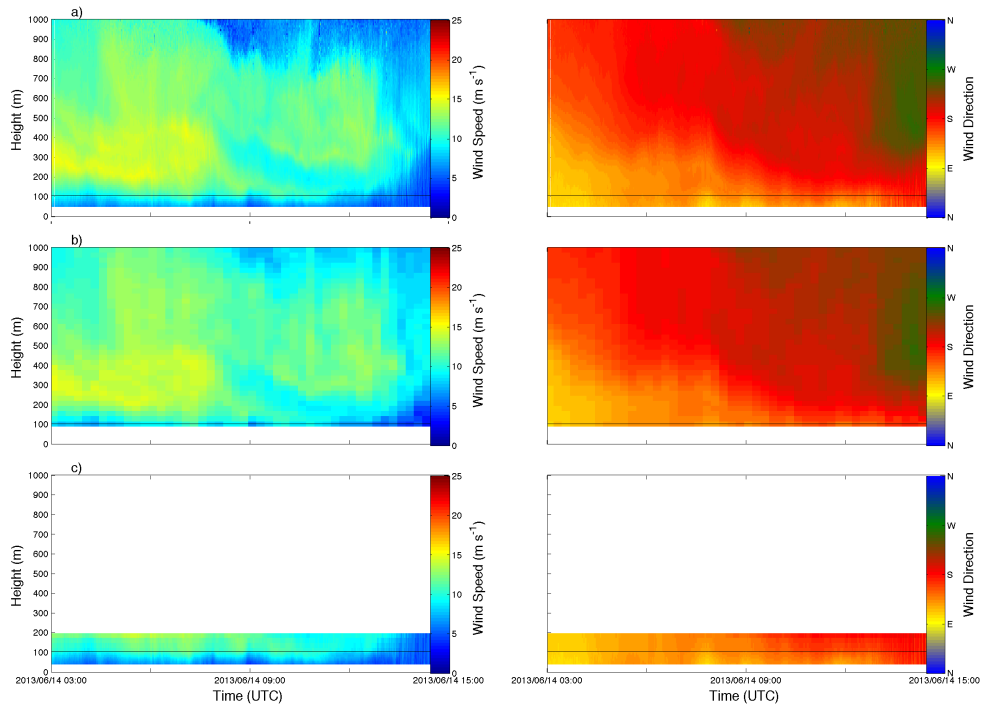 a)
1000
900
800
700
600
500
400
300
200
100
0
Height (m)
25
20
15
10
5
0
Wind Speed (m s⁻¹)
N
W
S
E
N
Wind Direction
b)
1000
900
800
700
600
500
400
300
200
100
0
Height (m)
25
20
15
10
5
0
Wind Speed (m s⁻¹)
N
W
S
E
N
Wind Direction
c)
1000
900
800
700
600
500
400
300
200
100
0
Height (m)
25
20
15
10
5
0
Wind Speed (m s⁻¹)
N
W
S
E
N
Wind Direction
2013/06/14 03:00
2013/06/14 09:00
2013/06/14 15:00
Time (UTC)
2013/06/14 03:00
2013/06/14 09:00
2013/06/14 15:00
Time (UTC)